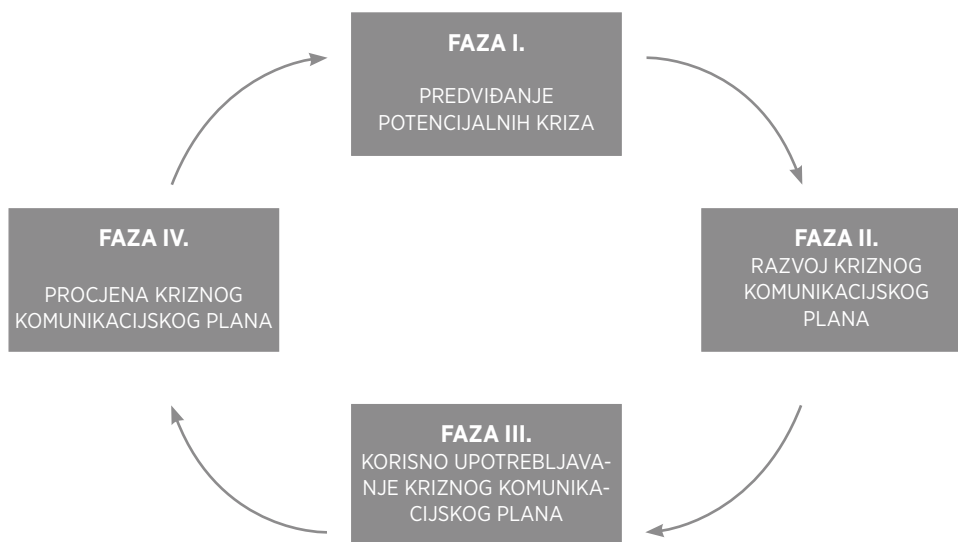 FAZA I.
PREDVIĐANJE
POTENCIJALNIH KRIZA
FAZA II.
RAZVOJ KRIZNOG
KOMUNIKACIJSKOG
PLANA
FAZA III.
KORISNO UPOTREBLJAVA-
NJE KRIZNOG KOMUNIKA-
CIJSKOG PLANA
FAZA IV.
PROCJENA KRIZNOG
KOMUNIKACIJSKOG PLANA